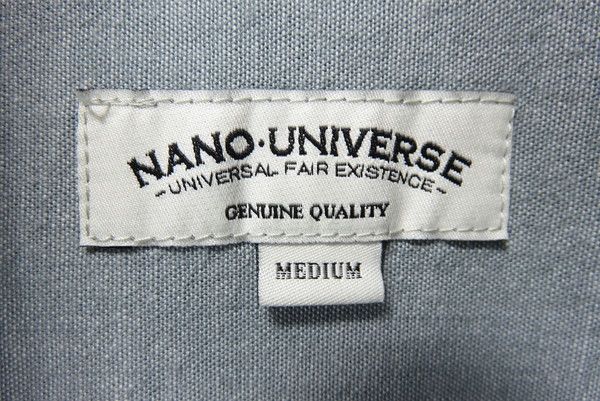 NANO·UNIVERSE
-UNIVERSAL FAIR EXISTENCE-
GENUINE QUALITY
MEDIUM